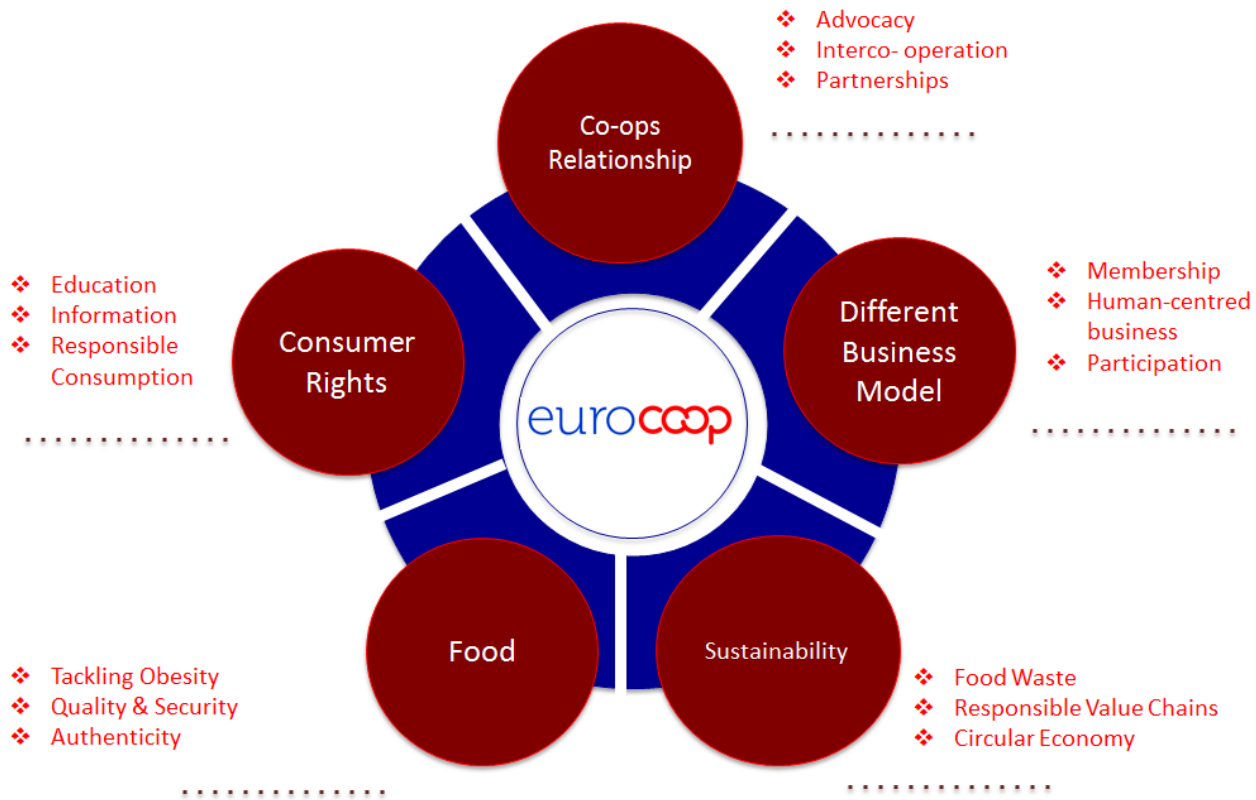 Advocacy
Interco- operation
Partnerships
Co-ops
Relationship
Membership
Human-centred
business
Participation
Different
Business
Model
Education
Information
Responsible
Consumption
Consumer
Rights
eurocoop
Food
Sustainability
Tackling Obesity
Quality & Security
Authenticity
Food Waste
Responsible Value Chains
Circular Economy